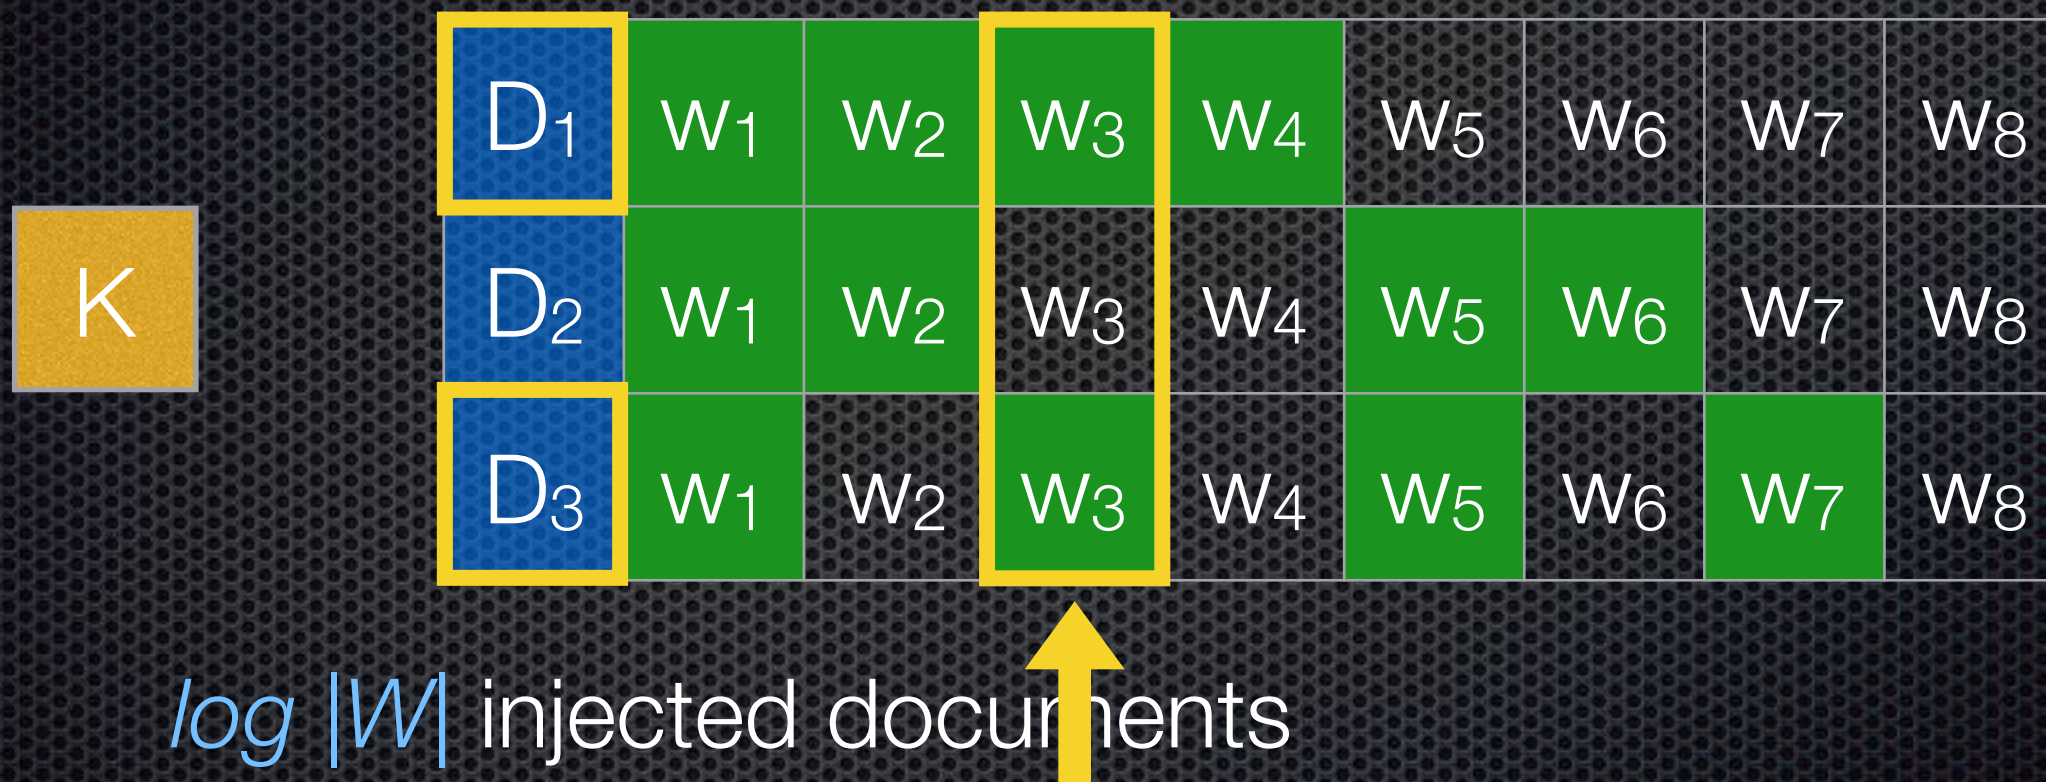 D1 W1 W2 W3 W4 W5 W6 W7 W8
K D2 W1 W2 W3 W4 W5 W6 W7 W8
D3 W1 W2 W3 W4 W5 W6 W7 W8
log |W| injected documents